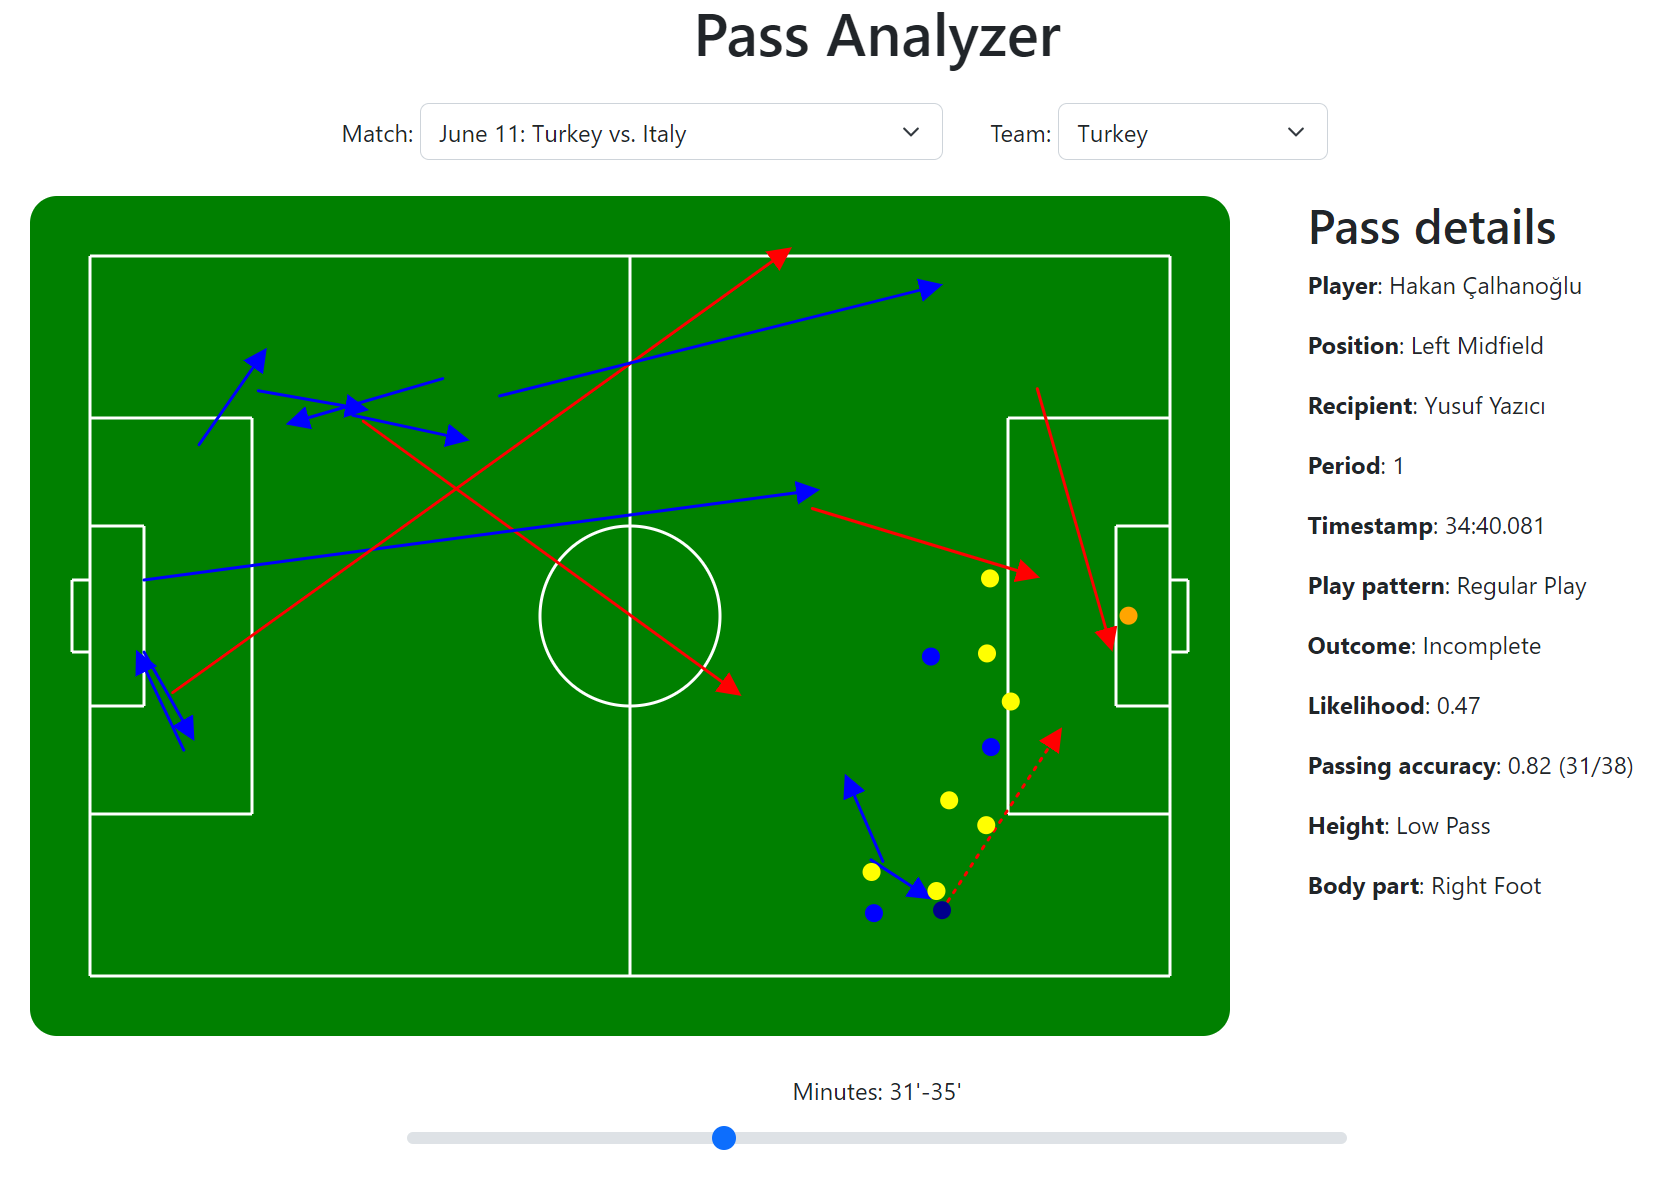 Pass Analyzer
Match: June 11: Turkey vs. Italy Team: Turkey
Pass details
Player: Hakan Çalhanoğlu
Position: Left Midfield
Recipient: Yusuf Yazıcı
Period: 1
Timestamp: 34:40.081
Play pattern: Regular Play
Outcome: Incomplete
Likelihood: 0.47
Passing accuracy: 0.82 (31/38)
Height: Low Pass
Body part: Right Foot
Minutes: 31'-35'